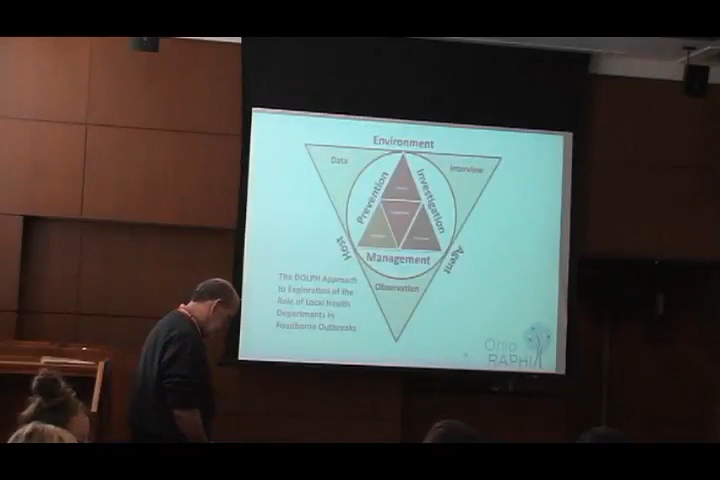 Environment
Data
Interview
Prevention
Investigation
Host
Management
Agent
Observation
The DOLPH Approach
to Exploration of the
Role of Local Health
Departments in
Foodborne Outbreaks
Ohio
RAPHI